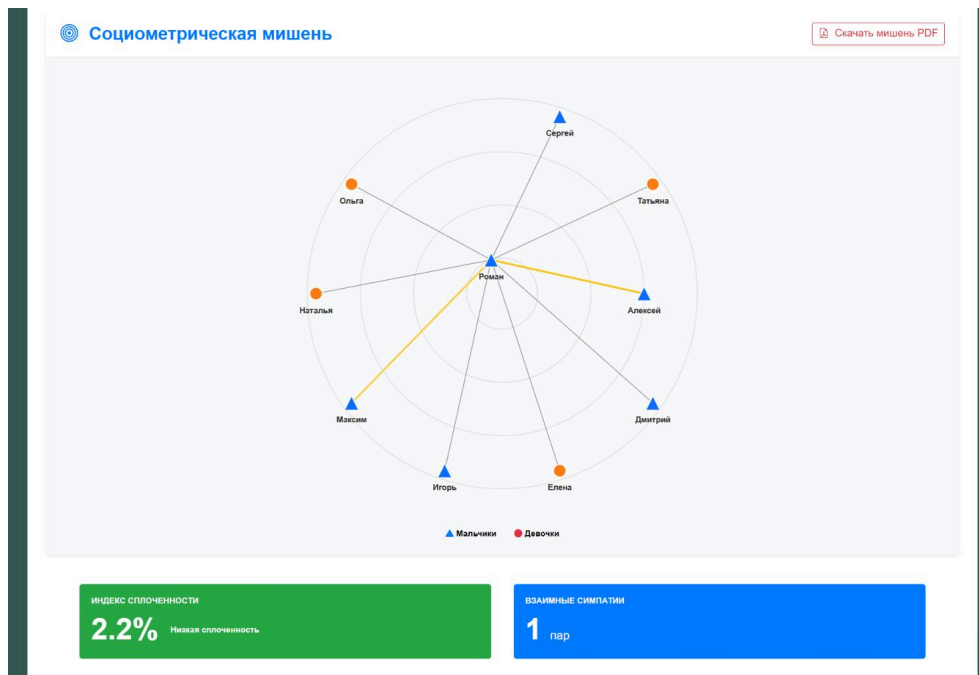 Социометрическая мишень
Скачать мишень PDF
Сергей
Ольга
Татьяна
Роман
Наталья
Алексей
Максим
Дмитрий
Игорь
Елена
Мальчики
Девочки
ИНДЕКС СПЛОЧЕННОСТИ
2.2% Низкая сплоченность
ВЗАИМНЫЕ СИМПАТИИ
1 пар